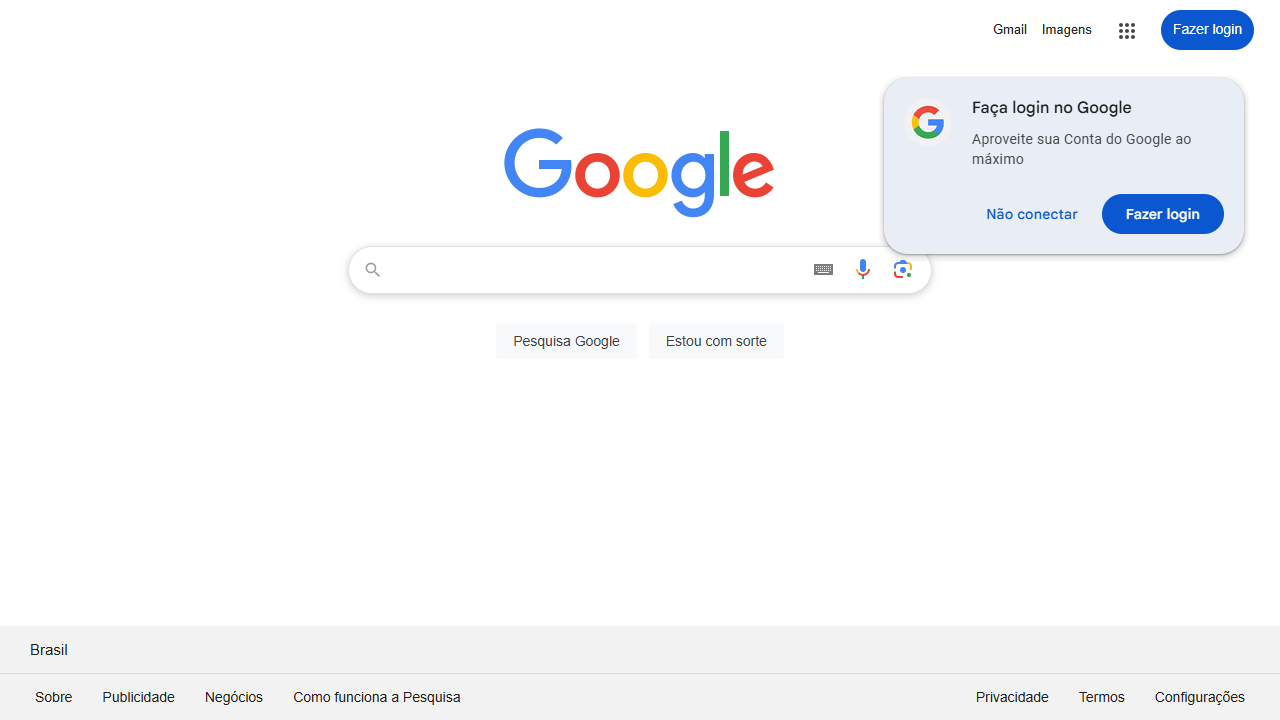 Gmail Imagens Fazer login
Faça login no Google
Aproveite sua Conta do Google ao
máximo
Não conectar Fazer login
Google
Pesquisa Google Estou com sorte
Brasil
Sobre Publicidade Negócios Como funciona a Pesquisa Privacidade Termos Configurações